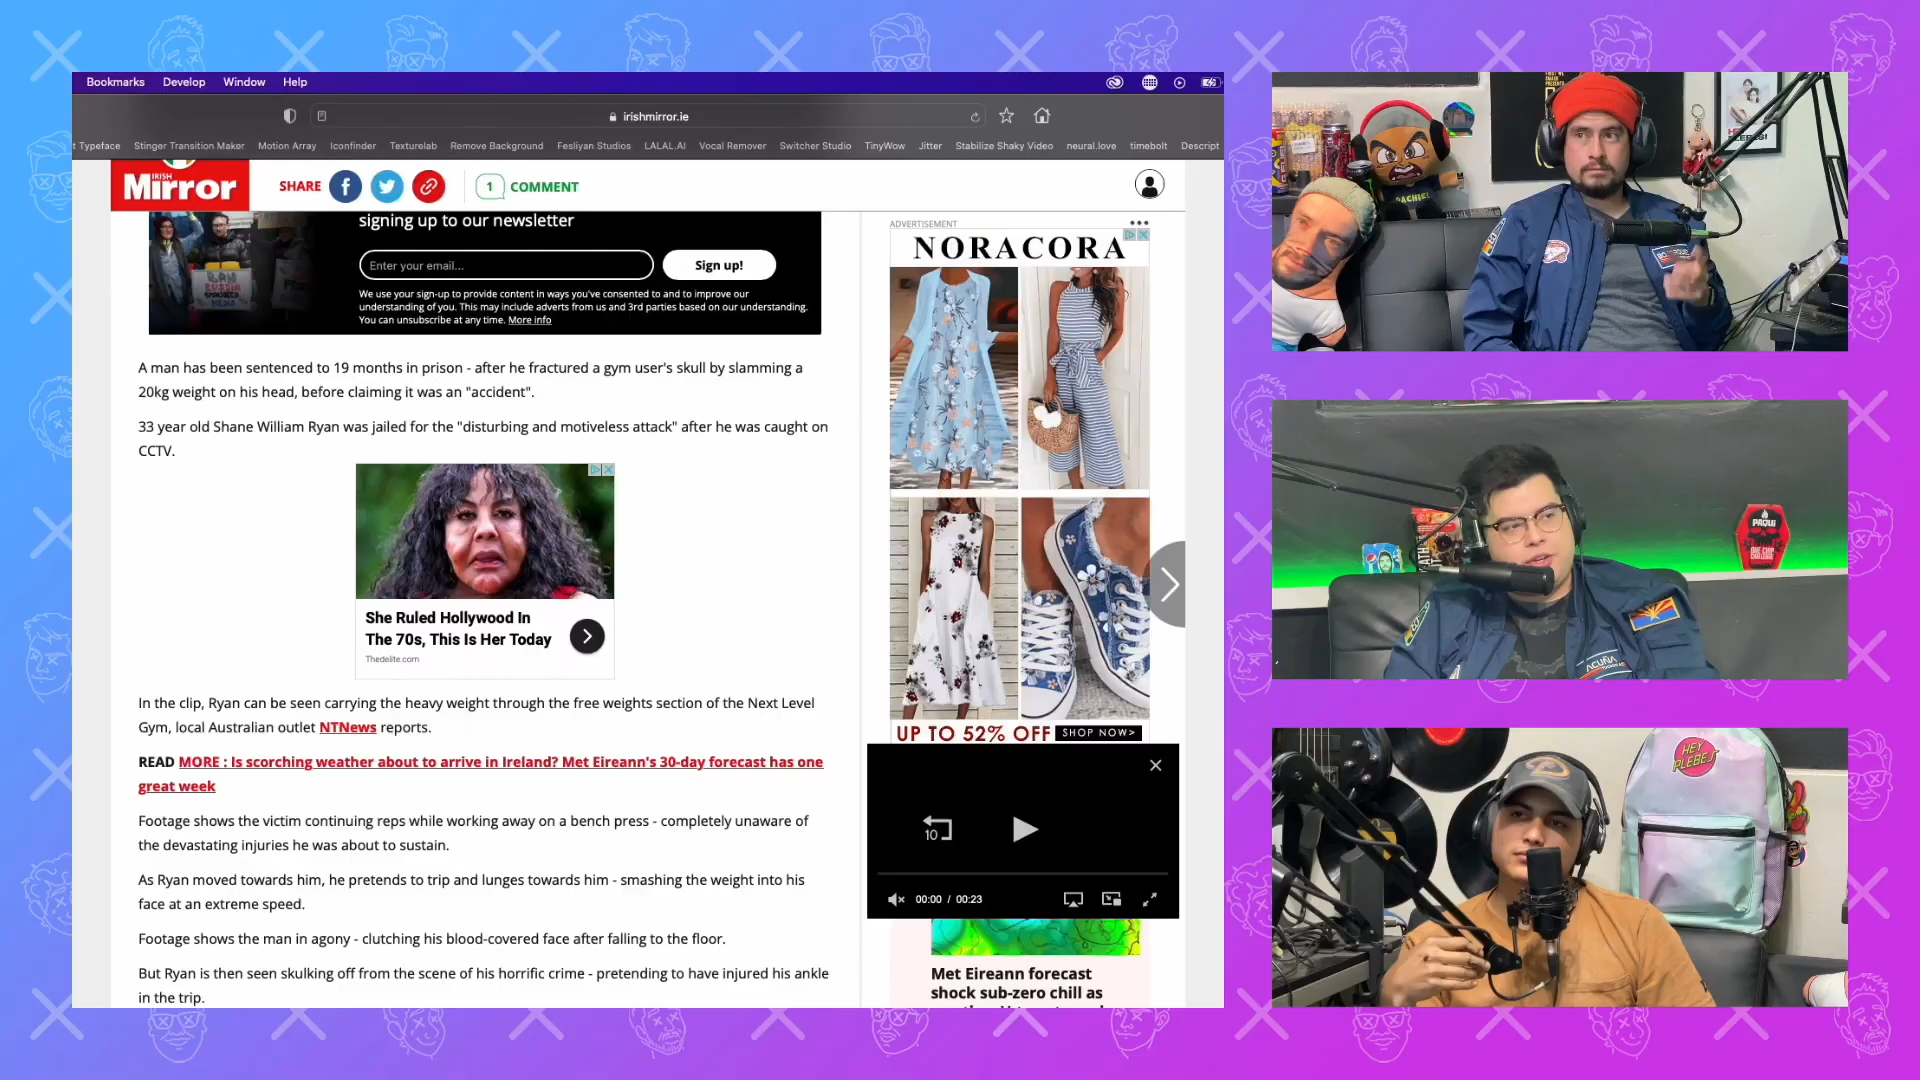 Bookmarks Develop Window Help
irishmirror.ie
t Typeface Stinger Transition Maker Motion Array Iconfinder Texturelab Remove Background Fesliyan Studios LALAL.AI Vocal Remover Switcher Studio TinyWow Jitter Stabilize Shaky Video neural.love timebolt Descript
IRISH
Mirror
SHARE
1 COMMENT
signing up to our newsletter
Enter your email...
Sign up!
We use your sign-up to provide content in ways you've consented to and to improve our
understanding of you. This may include adverts from us and 3rd parties based on our understanding.
You can unsubscribe at any time. More info
A man has been sentenced to 19 months in prison - after he fractured a gym user's skull by slamming a
20kg weight on his head, before claiming it was an "accident".
33 year old Shane William Ryan was jailed for the "disturbing and motiveless attack" after he was caught on
CCTV.
She Ruled Hollywood In
The 70s, This Is Her Today
Thedelite.com
In the clip, Ryan can be seen carrying the heavy weight through the free weights section of the Next Level
Gym, local Australian outlet NTNews reports.
READ MORE : Is scorching weather about to arrive in Ireland? Met Eireann's 30-day forecast has one
great week
Footage shows the victim continuing reps while working away on a bench press - completely unaware of
the devastating injuries he was about to sustain.
As Ryan moved towards him, he pretends to trip and lunges towards him - smashing the weight into his
face at an extreme speed.
Footage shows the man in agony - clutching his blood-covered face after falling to the floor.
But Ryan is then seen skulking off from the scene of his horrific crime - pretending to have injured his ankle
in the trip.
ADVERTISEMENT
NORACORA
UP TO 52% OFF SHOP NOW>
10
00:00 / 00:23
Met Eireann forecast
shock sub-zero chill as
PAQUI
ONE CHIP
CHALLENGE
ACUÑA
HEY
PLEBES